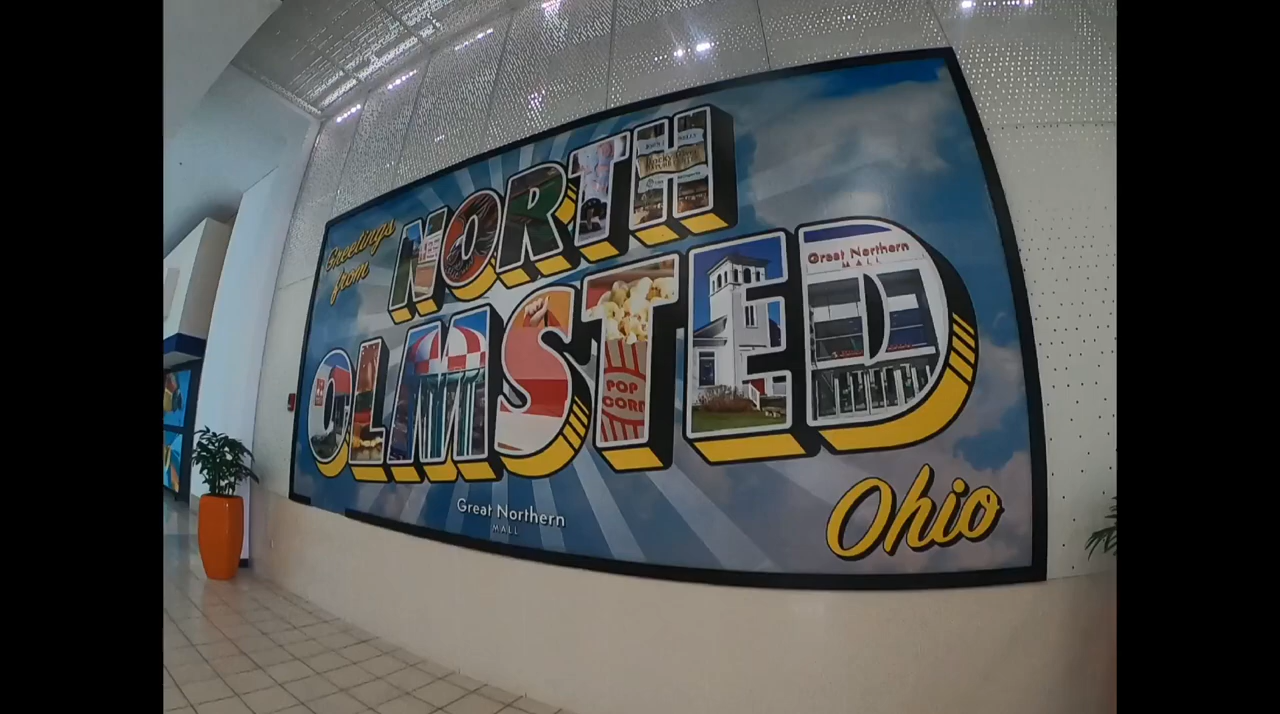 Greetings
from
NORTH
OLMSTED
Great Northern
MALL
POP
CORN
Great Northern
MALL
Ohio